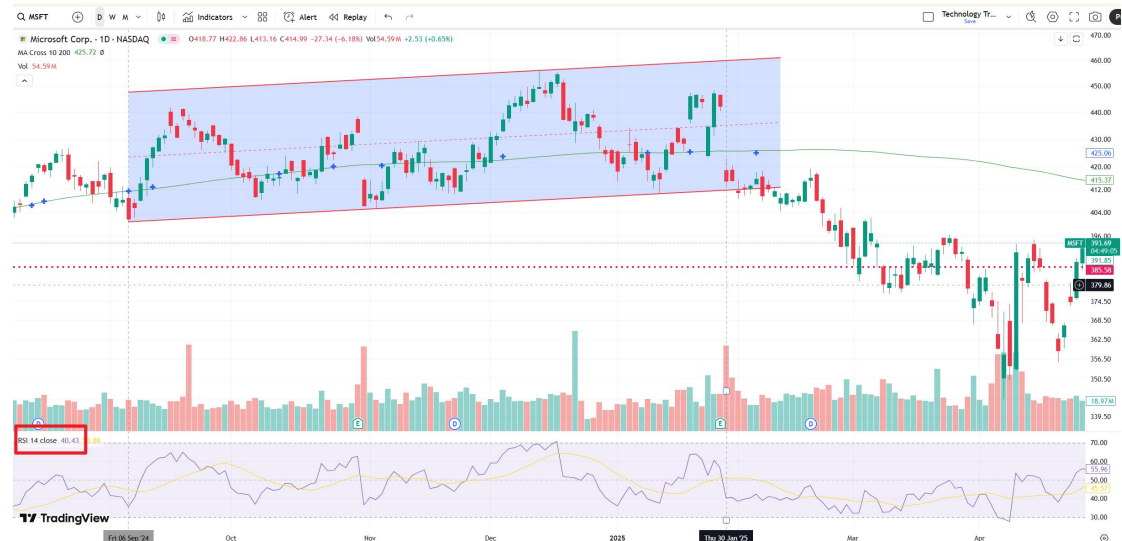 MSFT D W M Indicators Alert Replay Technology Tr... Save
Microsoft Corp. · 1D · NASDAQ O418.77 H422.86 L413.16 C414.99 −27.34 (−6.18%) Vol54.59M +2.53 (+0.65%)
MA Cross 10 200 425.72 Ø
Vol 54.59M
470.00
460.00
450.00
440.00
430.00
425.06
420.00
415.37
412.00
404.00
396.00
MSFT 393.69
04:49:05
391.85
385.58
379.86
374.50
368.50
362.50
356.50
350.50
18.97M
339.50
D E D E D
RSI 14 close 40.43
70.00
60.00
55.96
50.00
45.57
40.00
30.00
TradingView
Fri 06 Sep '24 Oct Nov Dec 2025 Thu 30 Jan '25 Mar Apr